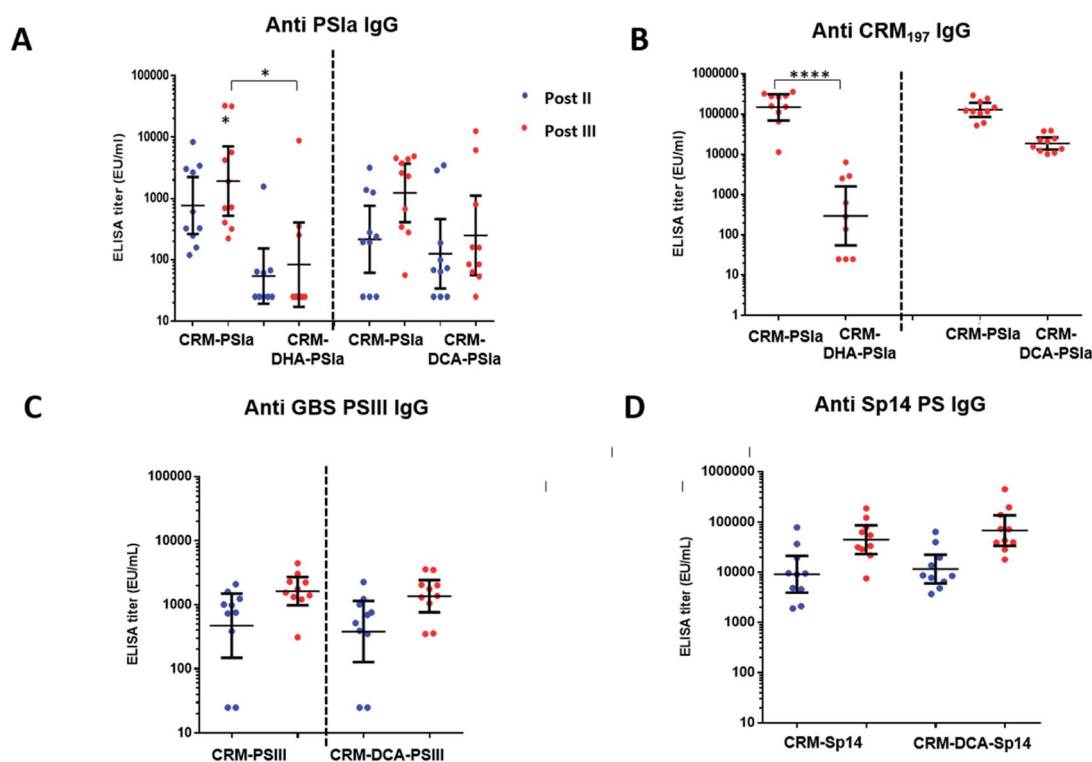 A
Anti PSIa IgG
ELISA titer (EU/ml)
100000
10000
1000
100
10
*
*
CRM-PSIa
CRM-
DHA-PSIa
CRM-PSIa
CRM-
DCA-PSIa
Post II
Post III
B
Anti CRM197 IgG
ELISA titer (EU/ml)
1000000
100000
10000
1000
100
10
1
****
CRM-PSIa
CRM-
DHA-PSIa
CRM-PSIa
CRM-
DCA-PSIa
C
Anti GBS PSIII IgG
ELISA titer (EU/mL)
100000
10000
1000
100
10
CRM-PSIII
CRM-DCA-PSIII
D
Anti Sp14 PS IgG
ELISA titer (EU/mL)
1000000
100000
10000
1000
100
10
CRM-Sp14
CRM-DCA-Sp14